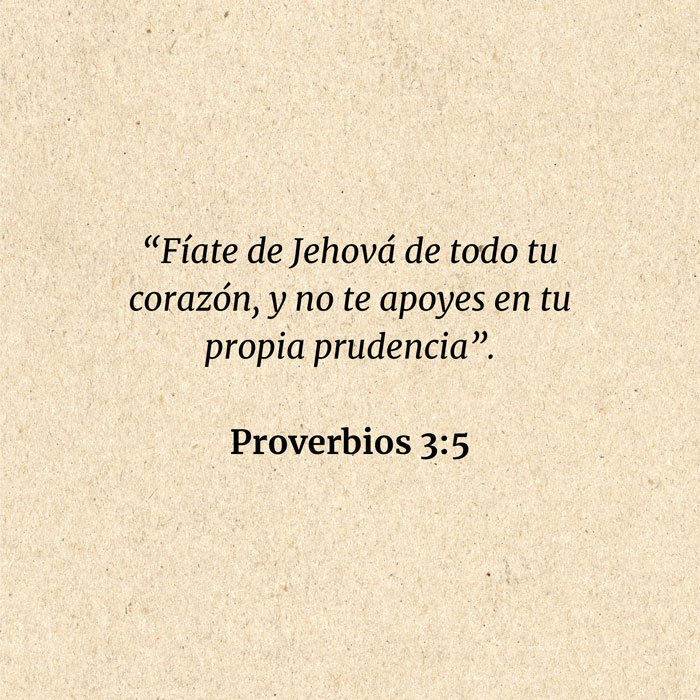 “Fíate de Jehová de todo tu
corazón, y no te apoyes en tu
propia prudencia”.
Proverbios 3:5